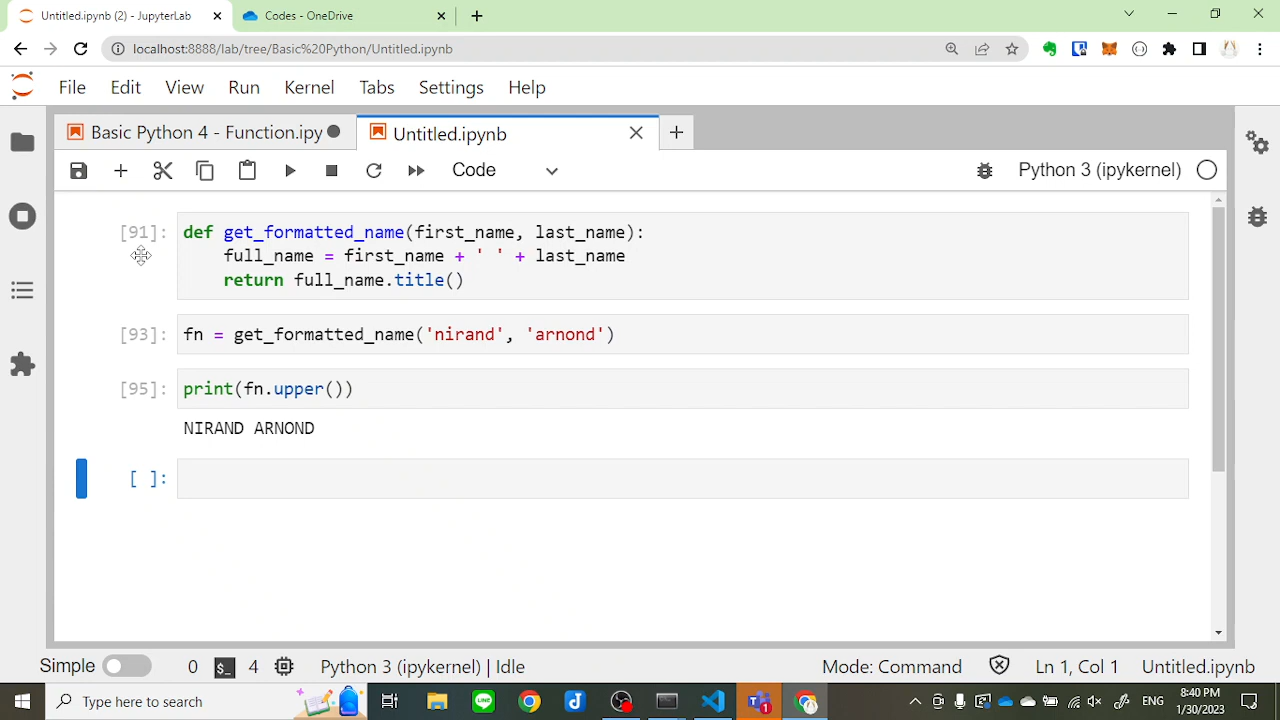 Untitled.ipynb (2) - JupyterLab
Codes - OneDrive
localhost:8888/lab/tree/Basic%20Python/Untitled.ipynb
File Edit View Run Kernel Tabs Settings Help
Basic Python 4 - Function.ipy
Untitled.ipynb
Code
Python 3 (ipykernel)
[91]: def get_formatted_name(first_name, last_name):
full_name = first_name + ' ' + last_name
return full_name.title()
[93]: fn = get_formatted_name('nirand', 'arnond')
[95]: print(fn.upper())
NIRAND ARNOND
[ ]:
Simple 0 $_ 4 Python 3 (ipykernel) | Idle Mode: Command Ln 1, Col 1 Untitled.ipynb
Type here to search
LINE
1
ENG
8:40 PM
1/30/2023